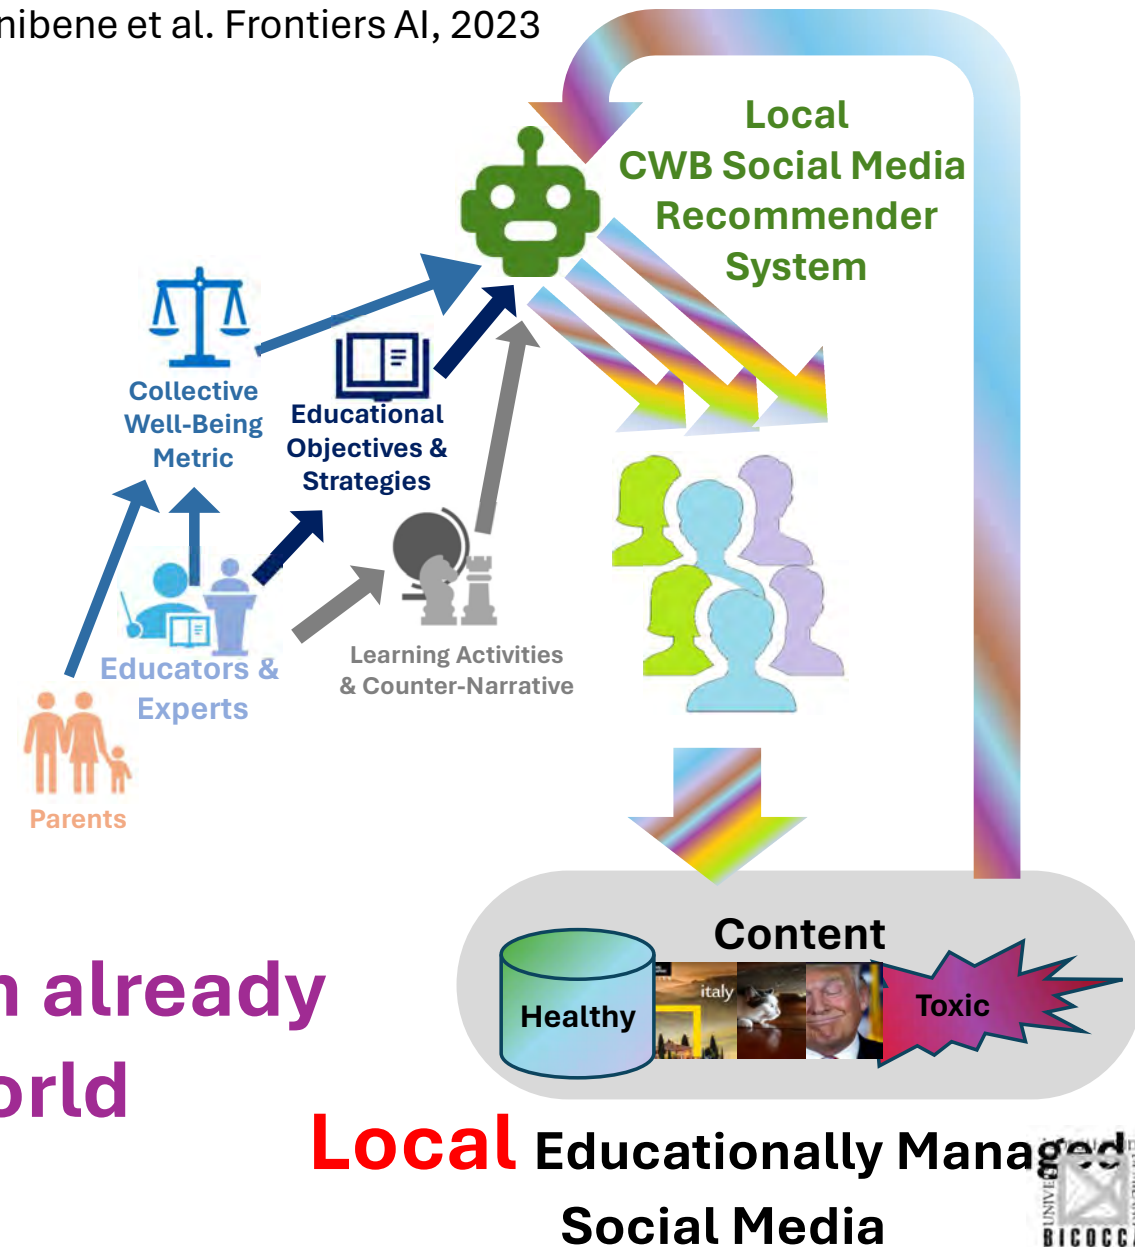 nibene et al. Frontiers AI, 2023
Local
CWB Social Media
Recommender
System
Collective
Well-Being
Metric
Educational
Objectives &
Strategies
Educators &
Experts
Learning Activities
& Counter-Narrative
Parents
Content
Healthy
italy
Toxic
n already
orld
Local Educationally Managed
Social Media
BICOCCA